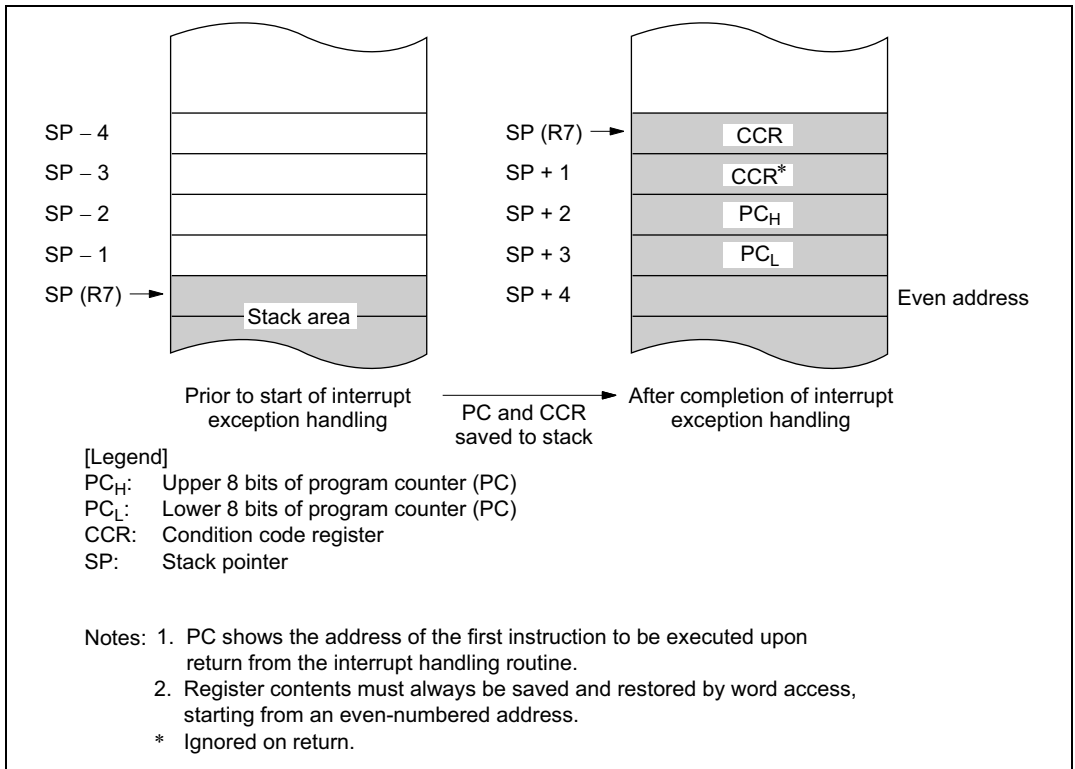 SP – 4
SP – 3
SP – 2
SP – 1
SP (R7)
Stack area
SP (R7)
SP + 1
SP + 2
SP + 3
SP + 4
CCR
CCR*
PCH
PCL
Even address
Prior to start of interrupt
exception handling
PC and CCR
saved to stack
After completion of interrupt
exception handling
[Legend]
PCH: Upper 8 bits of program counter (PC)
PCL: Lower 8 bits of program counter (PC)
CCR: Condition code register
SP: Stack pointer
Notes: 1. PC shows the address of the first instruction to be executed upon
return from the interrupt handling routine.
2. Register contents must always be saved and restored by word access,
starting from an even-numbered address.
* Ignored on return.